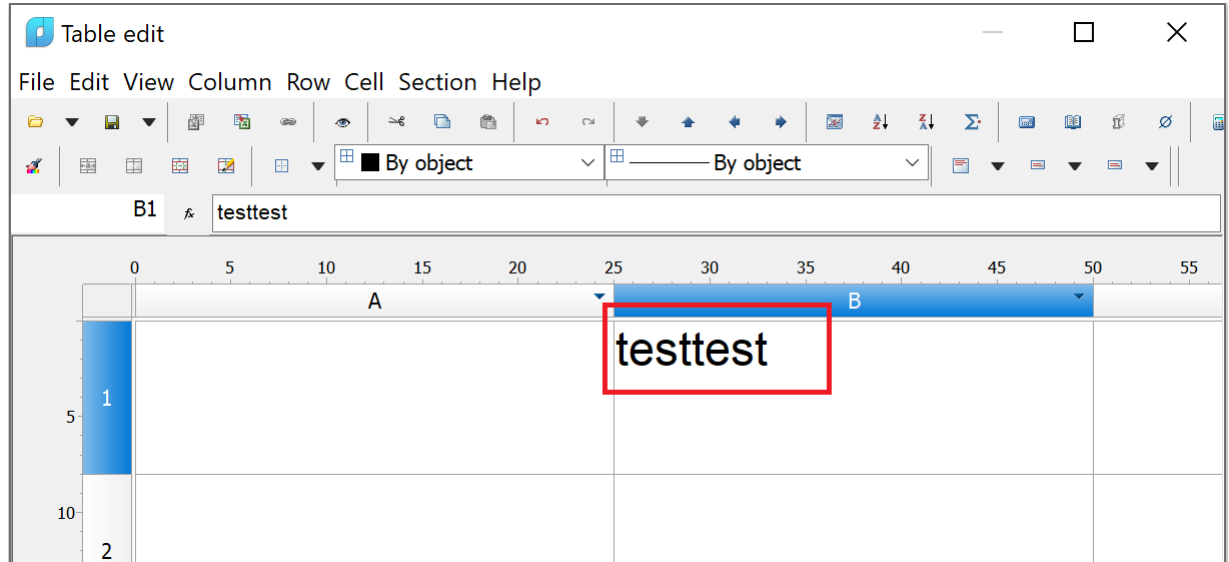 Table edit
File Edit View Column Row Cell Section Help
By object By object
B1 fx testtest
0 5 10 15 20 25 30 35 40 45 50 55
A B
testtest
1
5
10
2